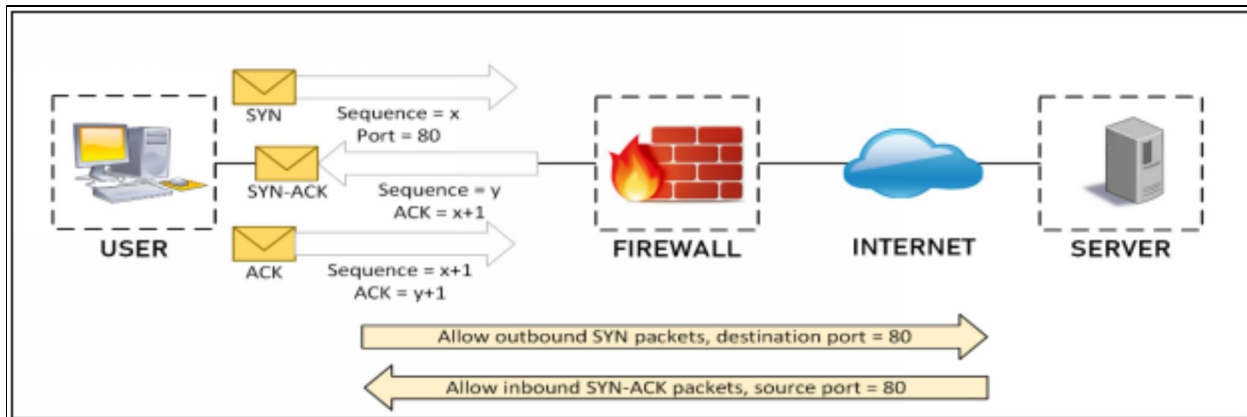 SYN
Sequence = x
Port = 80
SYN-ACK
Sequence = y
ACK = x+1
ACK
Sequence = x+1
ACK = y+1
USER
FIREWALL
INTERNET
SERVER
Allow outbound SYN packets, destination port = 80
Allow inbound SYN-ACK packets, source port = 80